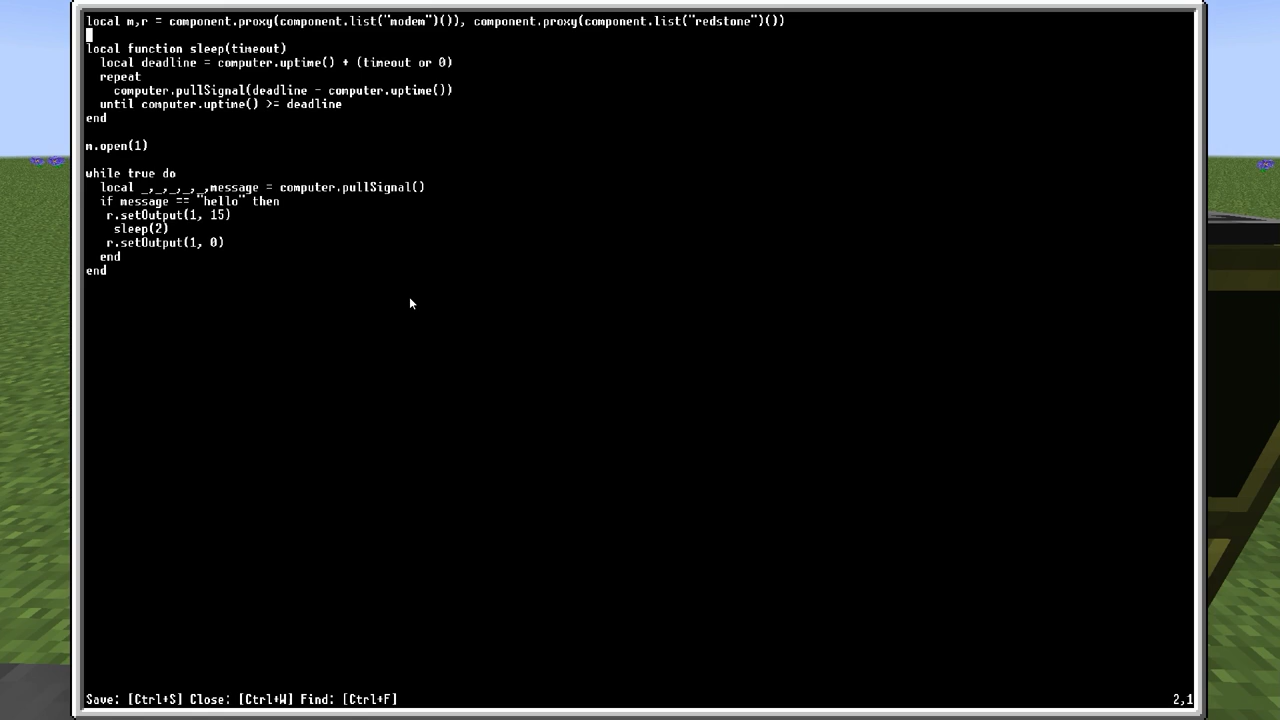 local m,r = component.proxy(component.list("modem")()), component.proxy(component.list("redstone")())
local function sleep(timeout)
  local deadline = computer.uptime() + (timeout or 0)
  repeat
    computer.pullSignal(deadline - computer.uptime())
  until computer.uptime() >= deadline
end
m.open(1)
while true do
  local _,_,_,_,_,message = computer.pullSignal()
  if message == "hello" then
   r.setOutput(1, 15)
    sleep(2)
   r.setOutput(1, 0)
  end
end
Save: [Ctrl+S] Close: [Ctrl+W] Find: [Ctrl+F] 2,1